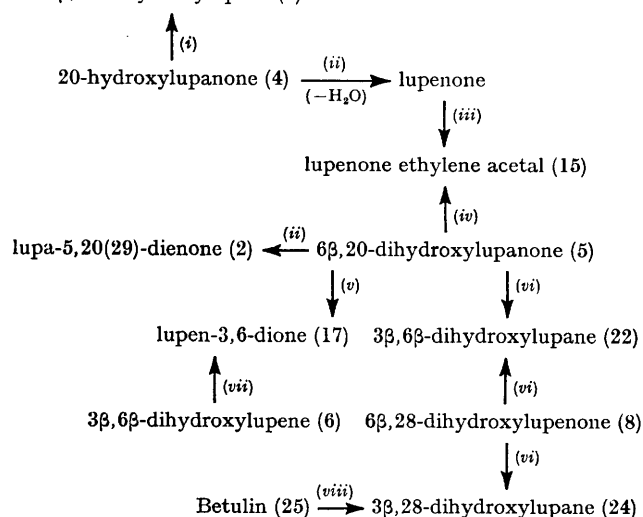 (i)
20-hydroxylupanone (4) (ii) (−H₂O) lupenone
(iii)
lupenone ethylene acetal (15)
(iv)
lupa-5,20(29)-dienone (2) (ii) 6β,20-dihydroxylupanone (5)
(v) (vi)
lupen-3,6-dione (17) 3β,6β-dihydroxylupane (22)
(vii) (vi)
3β,6β-dihydroxylupene (6) 6β,28-dihydroxylupenone (8)
(vi)
Betulin (25) (viii) 3β,28-dihydroxylupane (24)